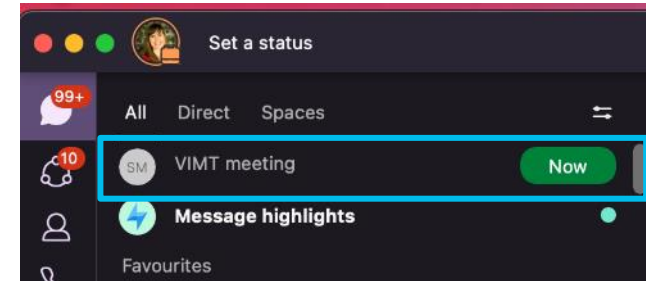 Set a status
99+
All Direct Spaces
10
SM VIMT meeting Now
Message highlights
Favourites